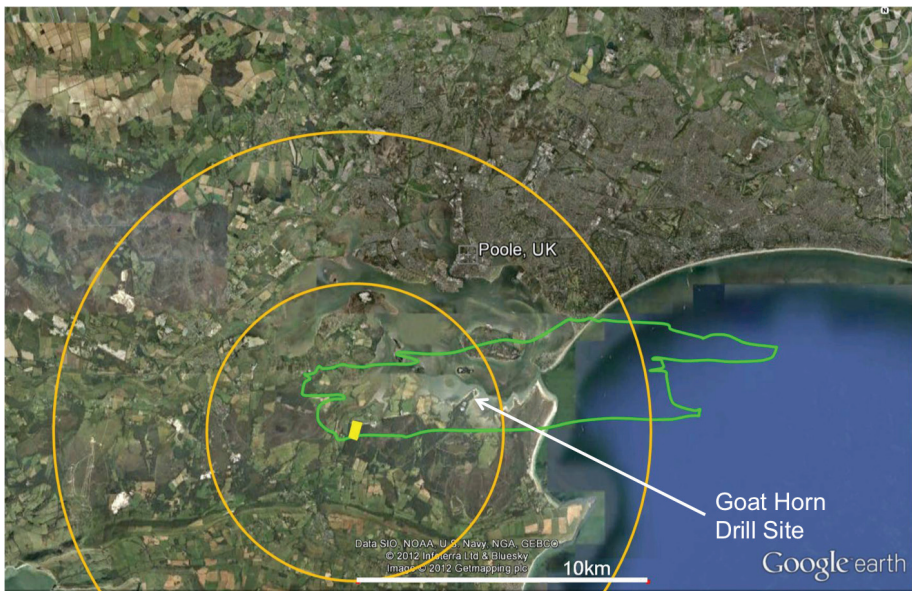 N
Poole, UK
Goat Horn
Drill Site
Data SIO, NOAA, U.S. Navy, NGA, GEBCO
© 2012 Infoterra Ltd & Bluesky
Image © 2012 Getmapping plc
10km
Google earth